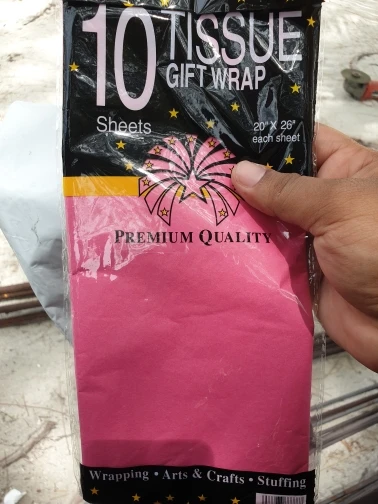 10 TISSUE
GIFT WRAP
Sheets
20" X 26"
each sheet
PREMIUM QUALITY
Wrapping • Arts & Crafts • Stuffing